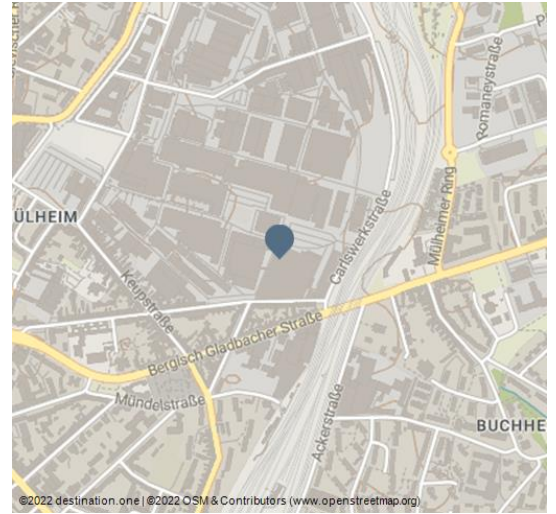 Romaneystraße
ÜLHEIM
Keupstraße
Carlswerkstraße
Mülheimer Ring
Bergisch Gladbacher Straße
Mündelstraße
Ackerstraße
BUCHHE
©2022 destination.one | ©2022 OSM & Contributors (www.openstreetmap.org)